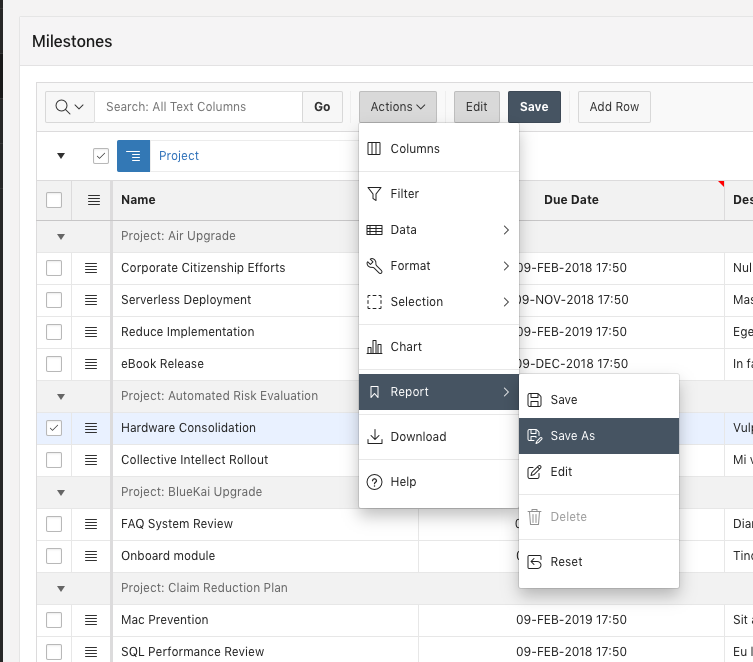 Milestones
Search: All Text Columns Go Actions Edit Save Add Row
Project
Columns
Filter
Data
Format
Selection
Chart
Report
Download
Help
Save
Save As
Edit
Delete
Reset
Name Due Date Des
Project: Air Upgrade
Corporate Citizenship Efforts 09-FEB-2018 17:50 Nul
Serverless Deployment 09-NOV-2018 17:50 Mas
Reduce Implementation 09-FEB-2019 17:50 Ege
eBook Release 09-DEC-2018 17:50 In fa
Project: Automated Risk Evaluation
Hardware Consolidation Vulp
Collective Intellect Rollout Mi v
Project: BlueKai Upgrade
FAQ System Review Diar
Onboard module Tinc
Project: Claim Reduction Plan
Mac Prevention 09-FEB-2019 17:50 Sit a
SQL Performance Review 09-FEB-2018 17:50 Eu l